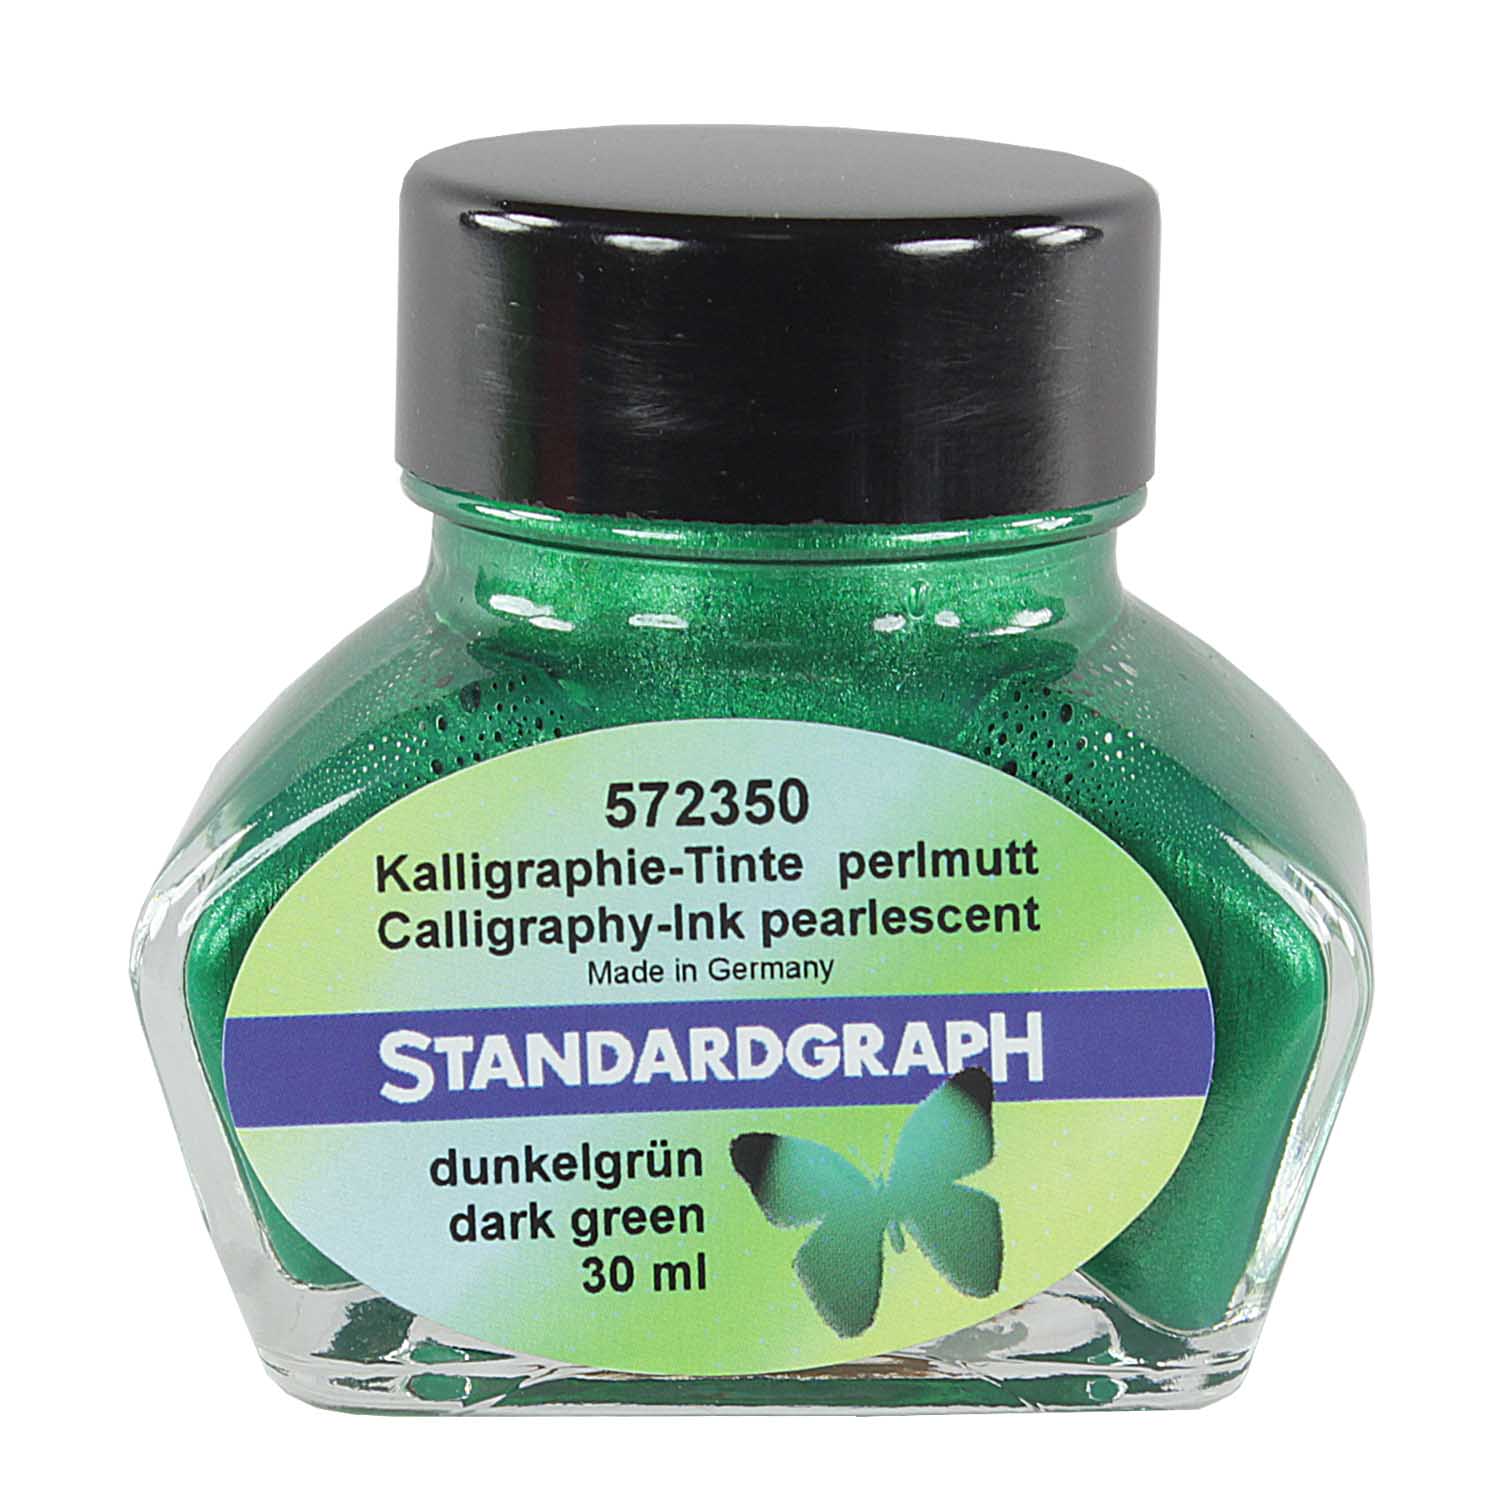 572350
Kalligraphie-Tinte perlmutt
Calligraphy-Ink pearlescent
Made in Germany
STANDARDGRAPH
dunkelgrün
dark green
30 ml